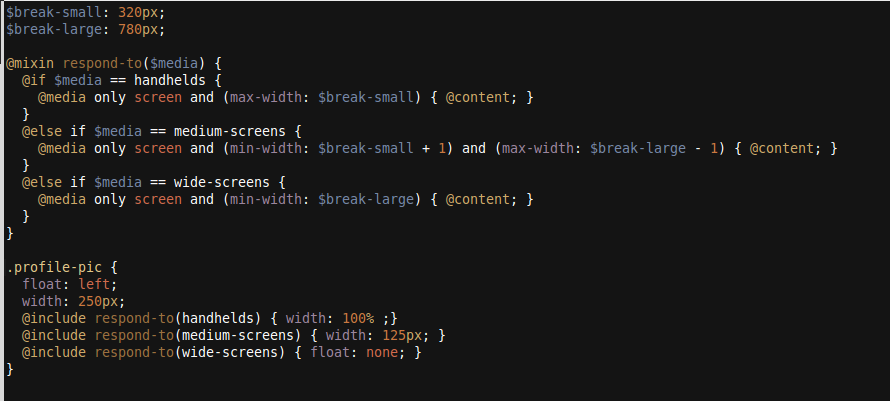 $break-small: 320px;
$break-large: 780px;

@mixin respond-to($media) {
  @if $media == handhelds {
    @media only screen and (max-width: $break-small) { @content; }
  }
  @else if $media == medium-screens {
    @media only screen and (min-width: $break-small + 1) and (max-width: $break-large - 1) { @content; }
  }
  @else if $media == wide-screens {
    @media only screen and (min-width: $break-large) { @content; }
  }
}

.profile-pic {
  float: left;
  width: 250px;
  @include respond-to(handhelds) { width: 100% ;}
  @include respond-to(medium-screens) { width: 125px; }
  @include respond-to(wide-screens) { float: none; }
}